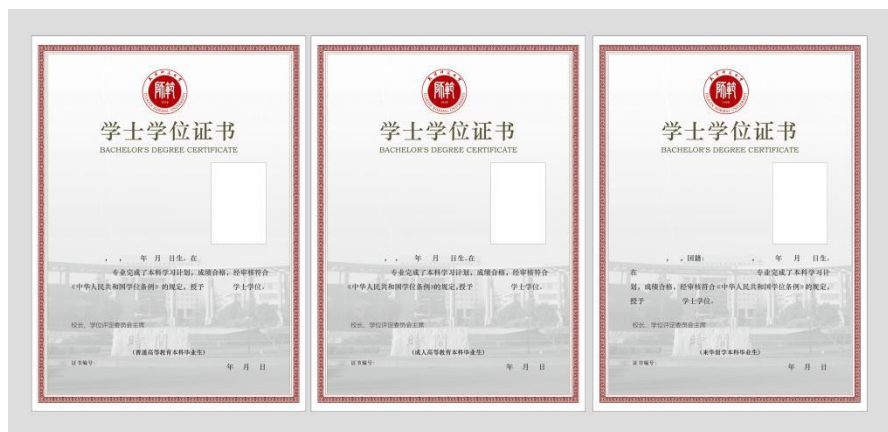 师範
学士学位证书
BACHELOR'S DEGREE CERTIFICATE
, , 年 月 日生。在
专业完成了本科学习计划，成绩合格，经审核符合
《中华人民共和国学位条例》的规定，授予 学士学位。
校长、学位评定委员会主席
(普通高等教育本科毕业生)
证书编号：
年 月 日
师範
学士学位证书
BACHELOR'S DEGREE CERTIFICATE
, , 年 月 日生。在
专业完成了本科学习计划，成绩合格，经审核符合
《中华人民共和国学位条例》的规定，授予 学士学位。
校长、学位评定委员会主席
(成人高等教育本科毕业生)
证书编号：
年 月 日
师範
学士学位证书
BACHELOR'S DEGREE CERTIFICATE
, , 国籍： , 年 月 日生。
在 专业完成了本科学习计
划，成绩合格，经审核符合《中华人民共和国学位条例》的规定，
授予 学士学位。
校长、学位评定委员会主席
(来华留学本科毕业生)
证书编号：
年 月 日